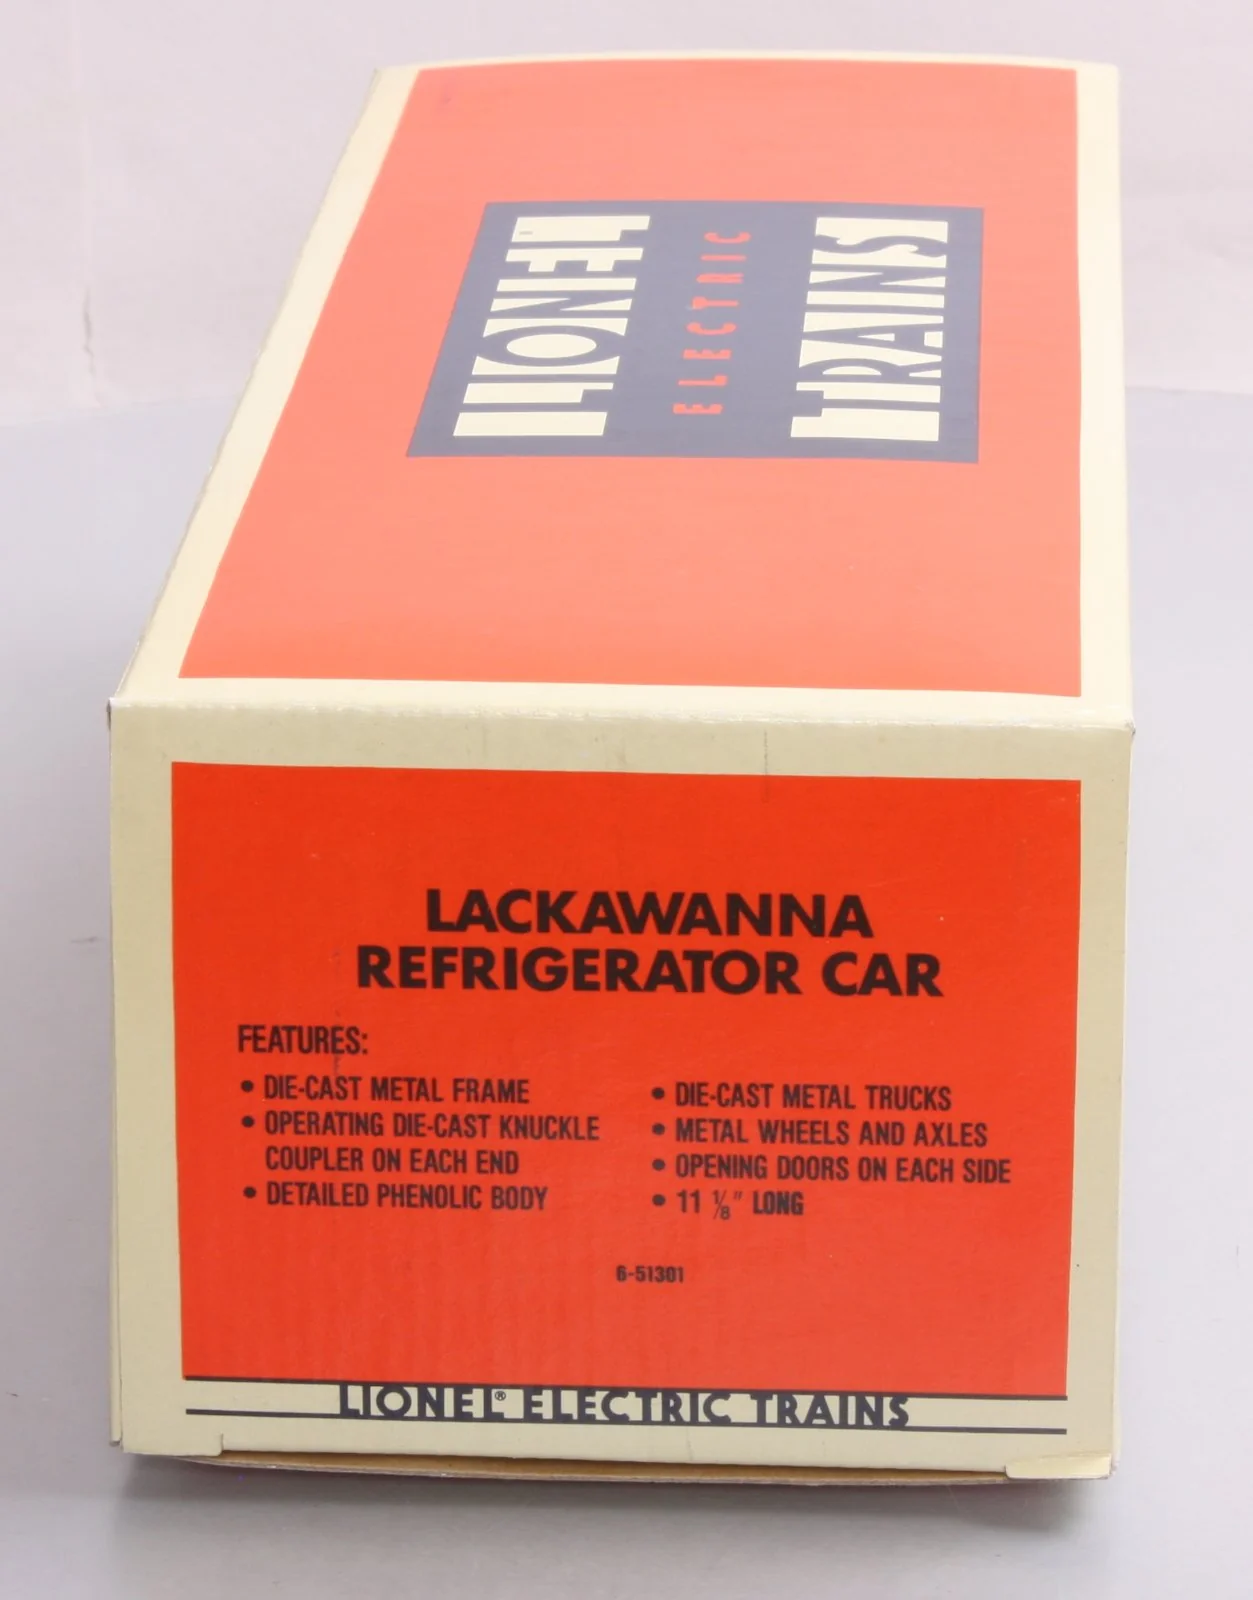 LIONEL
ELECTRIC
TRAINS
LACKAWANNA
REFRIGERATOR CAR
FEATURES:
• DIE-CAST METAL FRAME
• OPERATING DIE-CAST KNUCKLE
COUPLER ON EACH END
• DETAILED PHENOLIC BODY
• DIE-CAST METAL TRUCKS
• METAL WHEELS AND AXLES
• OPENING DOORS ON EACH SIDE
• 11 ⅛" LONG
6-51301
LIONEL® ELECTRIC TRAINS